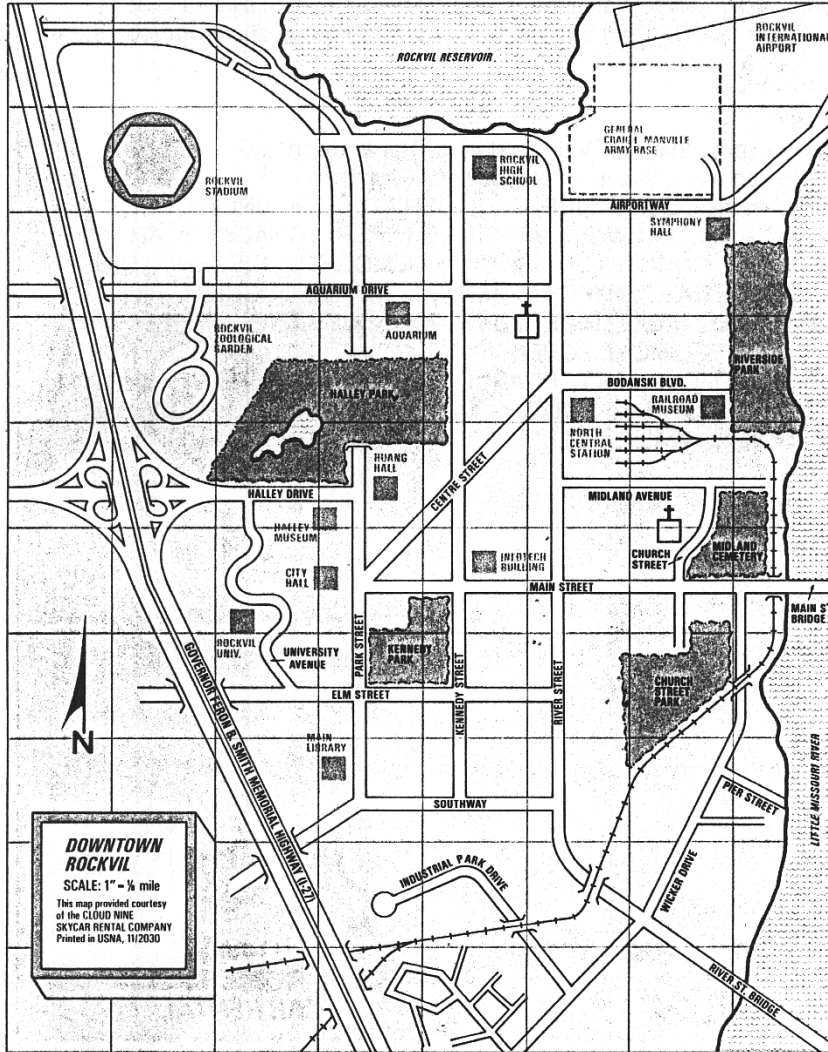 ROCKVIL RESERVOIR
ROCKVIL
INTERNATIONAL
AIRPORT
GENERAL
CRAIG E. MANVILLE
ARMY BASE
ROCKVIL
HIGH
SCHOOL
ROCKVIL
STADIUM
AIRPORTWAY
SYMPHONY
HALL
AQUARIUM DRIVE
ROCKVIL
ZOOLOGICAL
GARDEN
AQUARIUM
RIVERSIDE
PARK
BODANSKI BLVD.
HALLEY PARK
RAILROAD
MUSEUM
NORTH
CENTRAL
STATION
HUANG
HALL
CENTRE STREET
HALLEY DRIVE
MIDLAND AVENUE
HALLEY
MUSEUM
CHURCH
STREET
MIDLAND
CEMETERY
INFOTECH
BUILDING
CITY
HALL
MAIN STREET
MAIN ST.
BRIDGE
ROCKVIL
UNIV.
UNIVERSITY
AVENUE
PARK STREET
KENNEDY
PARK
KENNEDY STREET
RIVER STREET
CHURCH
STREET
PARK
ELM STREET
GOVERNOR TERON B. SMITH MEMORIAL HIGHWAY (I-27)
N
MAIN
LIBRARY
SOUTHWAY
PIER STREET
LITTLE MISSOURI RIVER
INDUSTRIAL PARK DRIVE
WICKER DRIVE
RIVER ST. BRIDGE
DOWNTOWN
ROCKVIL
SCALE: 1" = ⅛ mile
This map provided courtesy
of the CLOUD NINE
SKYCAR RENTAL COMPANY
Printed in USNA, 11/2030